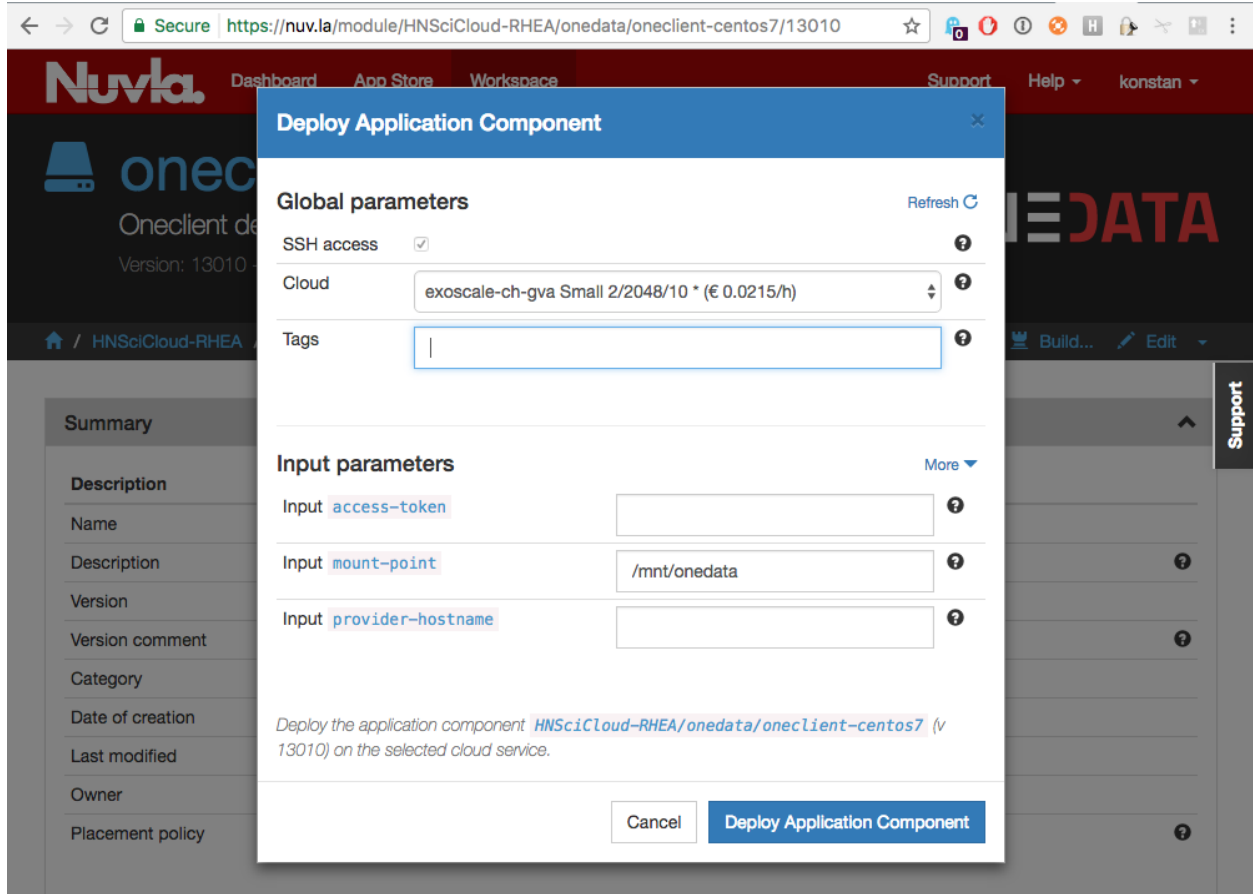 Secure https://nuv.la/module/HNSciCloud-RHEA/onedata/oneclient-centos7/13010
0
H
Nuvla. Dashboard App Store Workspace Support Help konstan
Deploy Application Component ×
onec
Oneclient de
Version: 13010 -
DATA
Global parameters Refresh
SSH access
Cloud exoscale-ch-gva Small 2/2048/10 * (€ 0.0215/h)
Tags
/ HNSciCloud-RHEA / Build... Edit
Support
Summary
Input parameters More
Description
Input access-token
Name
Input mount-point /mnt/onedata
Description
Version
Input provider-hostname
Version comment
Category
Date of creation
Deploy the application component HNSciCloud-RHEA/onedata/oneclient-centos7 (v
13010) on the selected cloud service.
Last modified
Owner
Placement policy
Cancel Deploy Application Component